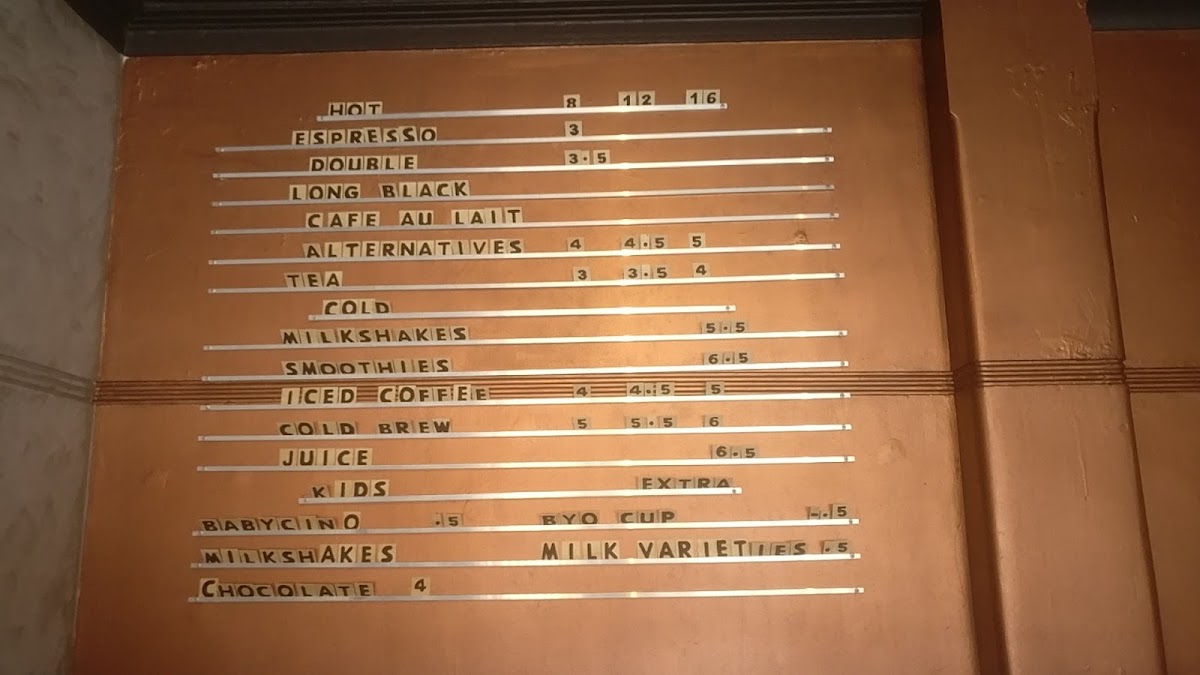 HOT 8 12 16
ESPRESSO 3
DOUBLE 3.5
LONG BLACK
CAFE AU LAIT
ALTERNATIVES 4 4.5 5
TEA 3 3.5 4
COLD
MILKSHAKES 5.5
SMOOTHIES 6.5
ICED COFFEE 4 4.5 5
COLD BREW 5 5.5 6
JUICE 6.5
KIDS EXTRA
BABYCINO .5 BYO CUP -.5
MILKSHAKES MILK VARIETIES .5
CHOCOLATE 4